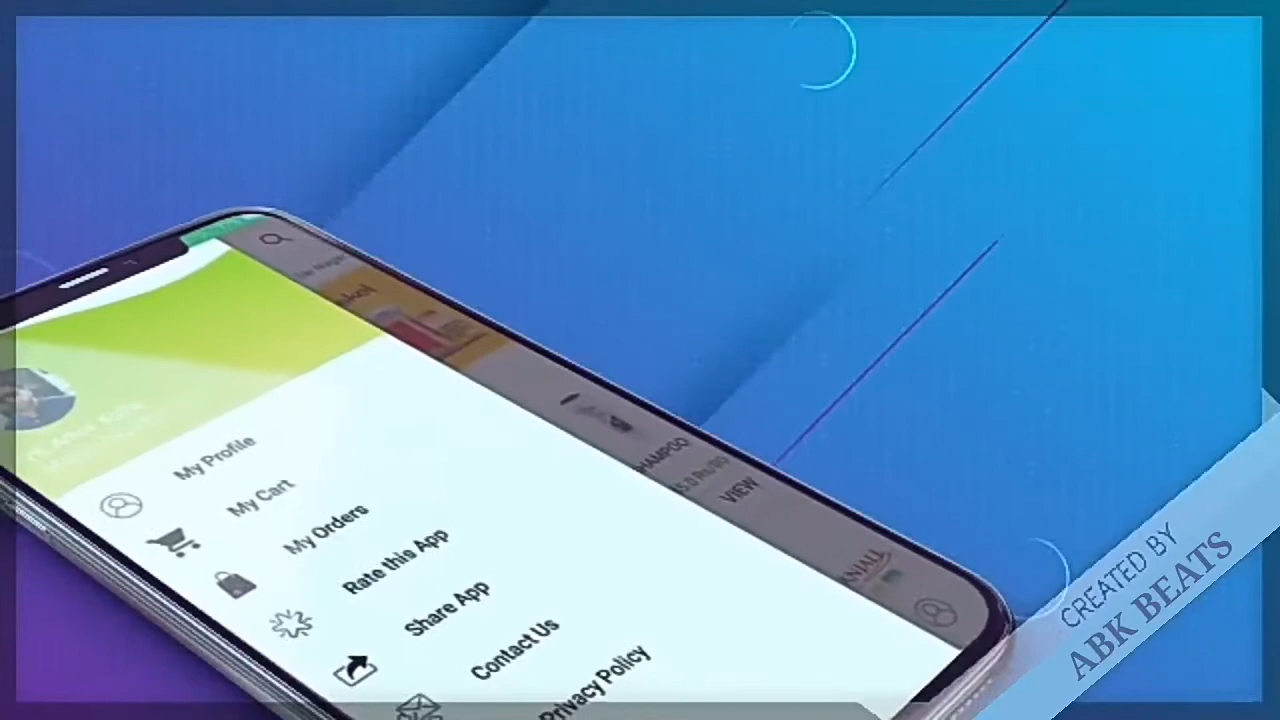 My Profile
My Cart
My Orders
Rate this App
Share App
Contact Us
Privacy Policy
VIEW
CREATED BY
ABK BEATS